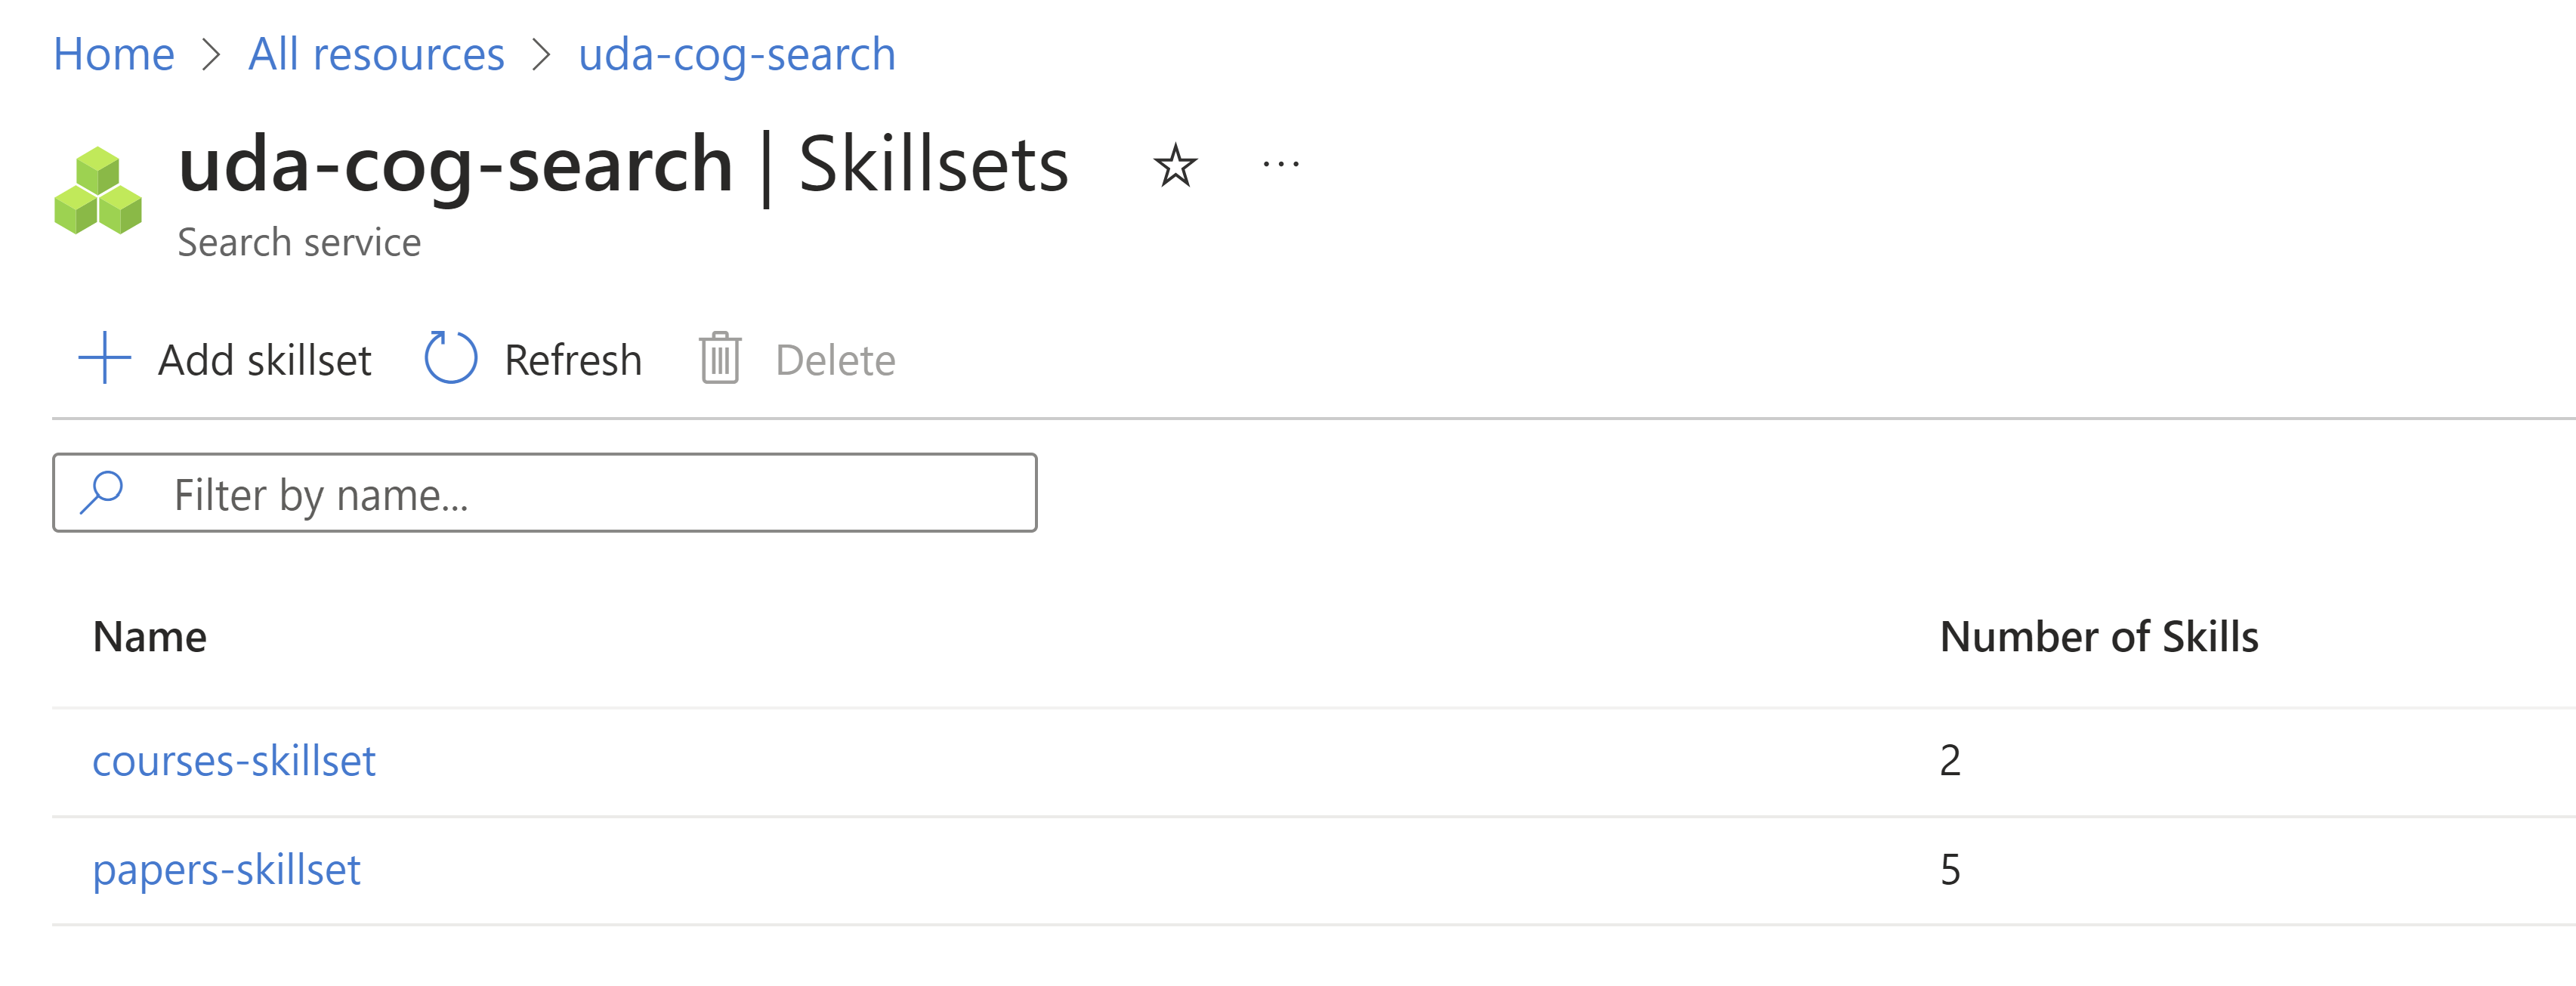 Home > All resources > uda-cog-search
uda-cog-search | Skillsets ...
Search service
Add skillset Refresh Delete
Filter by name...
Name Number of Skills
courses-skillset 2
papers-skillset 5